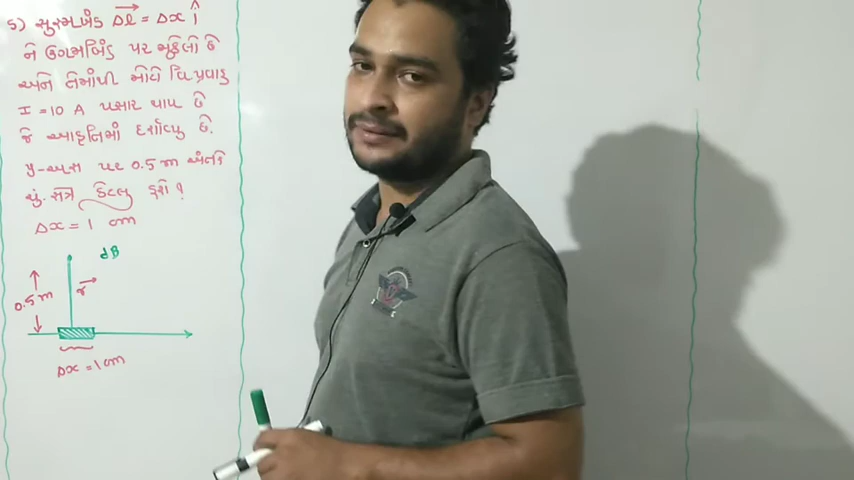 5) સુક્ષ્મખંડ Δl = Δx î
ને ઉગમબિંદુ પર મૂકેલો છે
અને તેમાંથી મોટો વિ.પ્રવાહ
I = 10 A પસાર થાય છે
જે આકૃતિમાં દર્શાવ્યુ છે.
y-અક્ષ પર 0.5 m અંતરે
ચું. ક્ષેત્ર કેટલુ હશે ?
Δx = 1 cm
dB
0.5 m
r
Δx = 1 cm